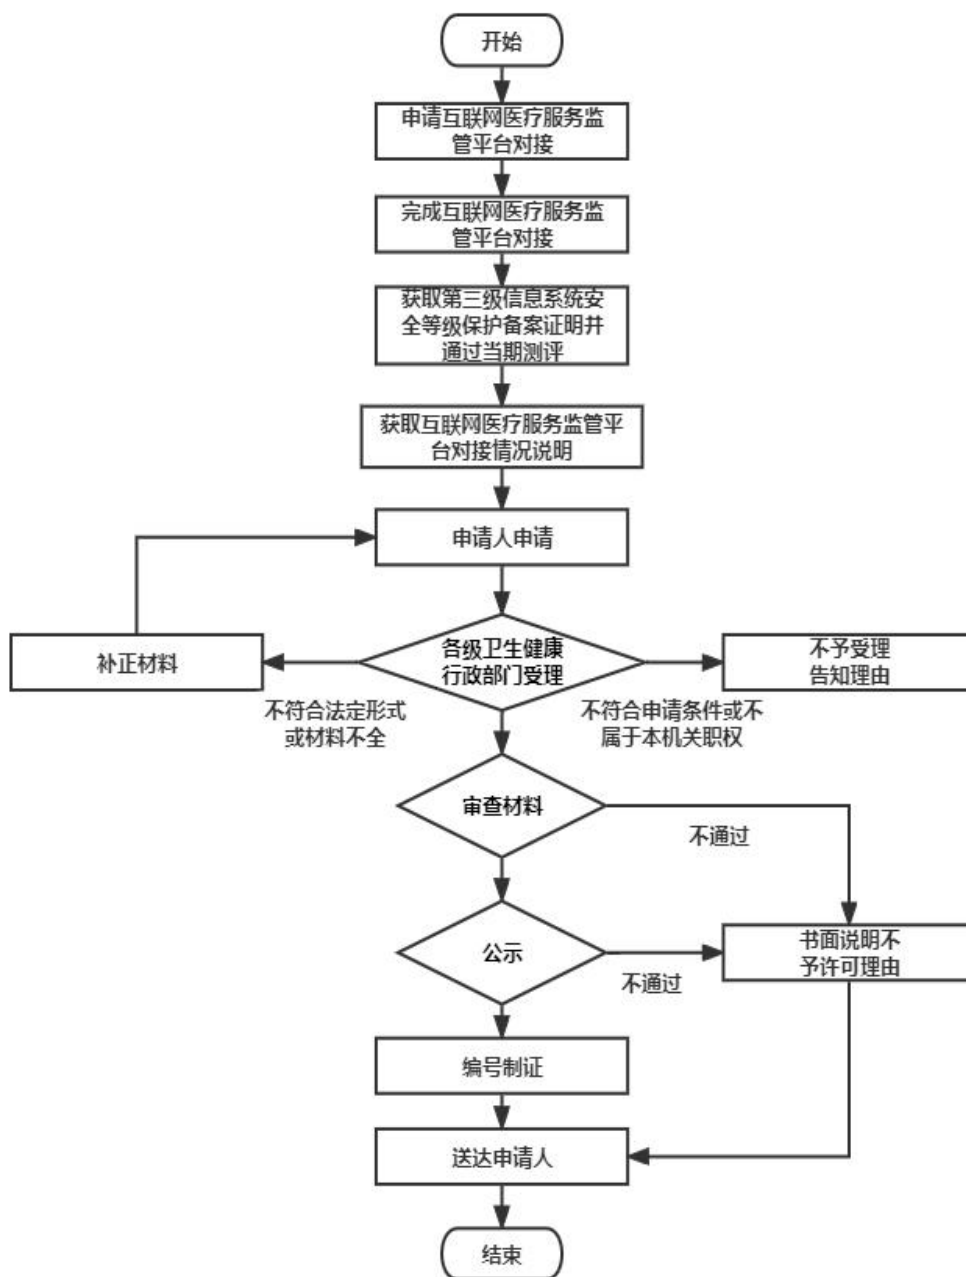 开始
申请互联网医疗服务监
管平台对接
完成互联网医疗服务监
管平台对接
获取第三级信息系统安
全等级保护备案证明并
通过当期测评
获取互联网医疗服务监管平
台对接情况说明
申请人申请
各级卫生健康
行政部门受理
补正材料
不予受理
告知理由
不符合法定形式
或材料不全
不符合申请条件或不
属于本机关职权
审查材料
不通过
公示
不通过
书面说明不
予许可理由
编号制证
送达申请人
结束